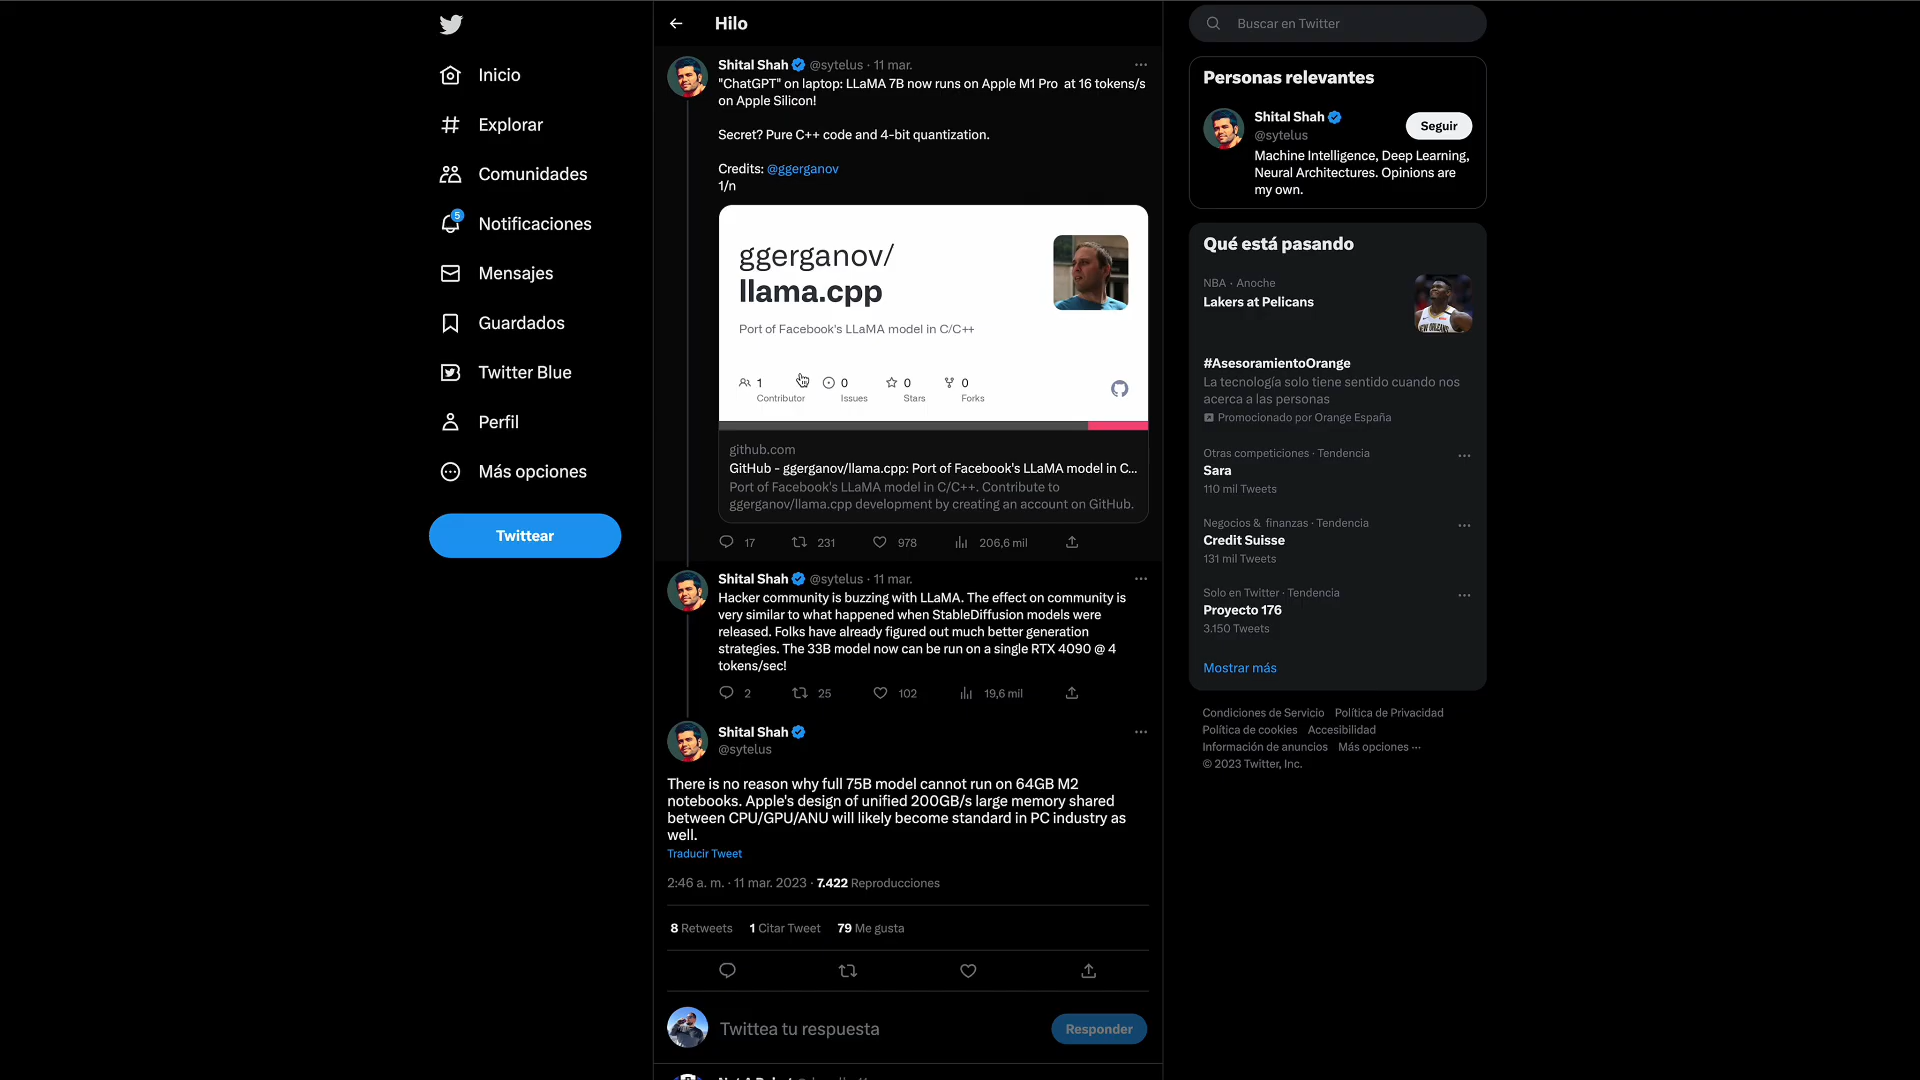 Inicio
Explorar
Comunidades
5
Notificaciones
Mensajes
Guardados
Twitter Blue
Perfil
Más opciones
Twittear
Hilo
Shital Shah @sytelus · 11 mar.
"ChatGPT" on laptop: LLaMA 7B now runs on Apple M1 Pro at 16 tokens/s
on Apple Silicon!
Secret? Pure C++ code and 4-bit quantization.
Credits: @ggerganov
1/n
ggerganov/
llama.cpp
Port of Facebook's LLaMA model in C/C++
1
Contributor
0
Issues
0
Stars
0
Forks
github.com
GitHub - ggerganov/llama.cpp: Port of Facebook's LLaMA model in C...
Port of Facebook's LLaMA model in C/C++. Contribute to
ggerganov/llama.cpp development by creating an account on GitHub.
17 231 978 206,6 mil
Shital Shah @sytelus · 11 mar.
Hacker community is buzzing with LLaMA. The effect on community is
very similar to what happened when StableDiffusion models were
released. Folks have already figured out much better generation
strategies. The 33B model now can be run on a single RTX 4090 @ 4
tokens/sec!
2 25 102 19,6 mil
Shital Shah
@sytelus
There is no reason why full 75B model cannot run on 64GB M2
notebooks. Apple's design of unified 200GB/s large memory shared
between CPU/GPU/ANU will likely become standard in PC industry as
well.
Traducir Tweet
2:46 a. m. · 11 mar. 2023 · 7.422 Reproducciones
8 Retweets 1 Citar Tweet 79 Me gusta
Twittea tu respuesta
Responder
Buscar en Twitter
Personas relevantes
Shital Shah
@sytelus
Seguir
Machine Intelligence, Deep Learning,
Neural Architectures. Opinions are
my own.
Qué está pasando
NBA · Anoche
Lakers at Pelicans
#AsesoramientoOrange
La tecnología solo tiene sentido cuando nos
acerca a las personas
Promocionado por Orange España
Otras competiciones · Tendencia
Sara
110 mil Tweets
Negocios & finanzas · Tendencia
Credit Suisse
131 mil Tweets
Solo en Twitter · Tendencia
Proyecto 176
3.150 Tweets
Mostrar más
Condiciones de Servicio Política de Privacidad
Política de cookies Accesibilidad
Información de anuncios Más opciones ···
© 2023 Twitter, Inc.